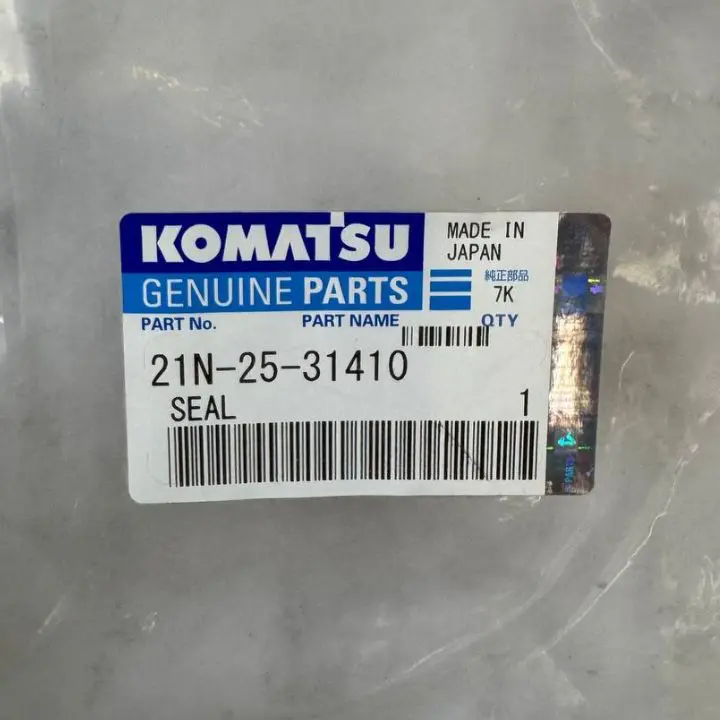 KOMATSU
GENUINE PARTS
MADE IN
JAPAN
純正部品
7K
PART No.
PART NAME
QTY
21N-25-31410
SEAL
1
PARTS